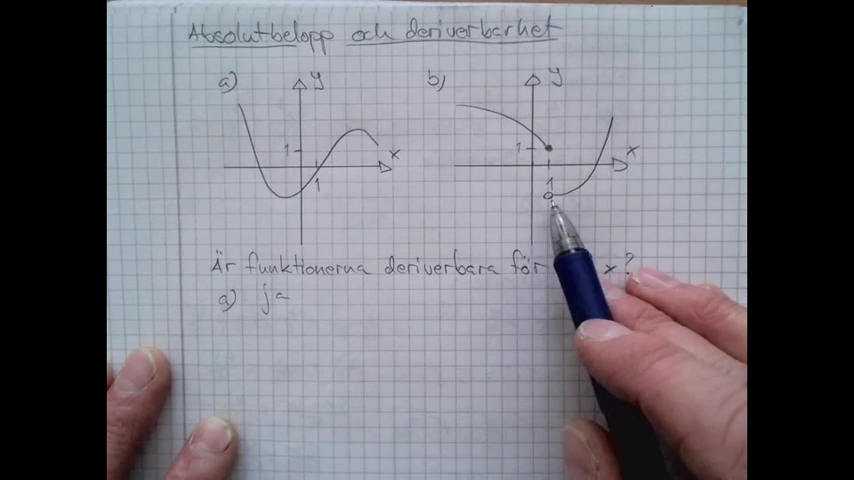 Absolutbelopp och deriverbarhet
a) y b) y
1 x 1 x
1 1
Är funktionerna deriverbara för x?
a) ja